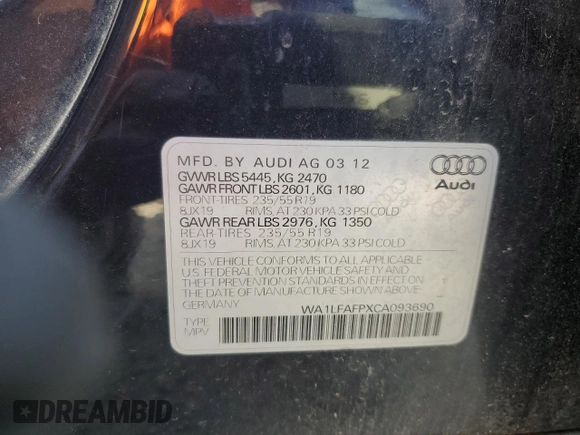 MFD. BY AUDI AG 03 12
GVWR LBS 5445, KG 2470
GAWR FRONT LBS 2601, KG 1180
FRONT-TIRES 235/55 R19
8JX19 RIMS, AT 230 KPA 33 PSI COLD
GAWR REAR LBS 2976, KG 1350
REAR-TIRES 235/55 R19
8JX19 RIMS, AT 230 KPA 33 PSI COLD
Audi
THIS VEHICLE CONFORMS TO ALL APPLICABLE
U.S. FEDERAL MOTOR VEHICLE SAFETY AND
THEFT PREVENTION STANDARDS IN EFFECT ON
THE DATE OF MANUFACTURE SHOWN ABOVE
GERMANY
WA1LFAFPXCA093690
TYPE
MPV
DREAMBID